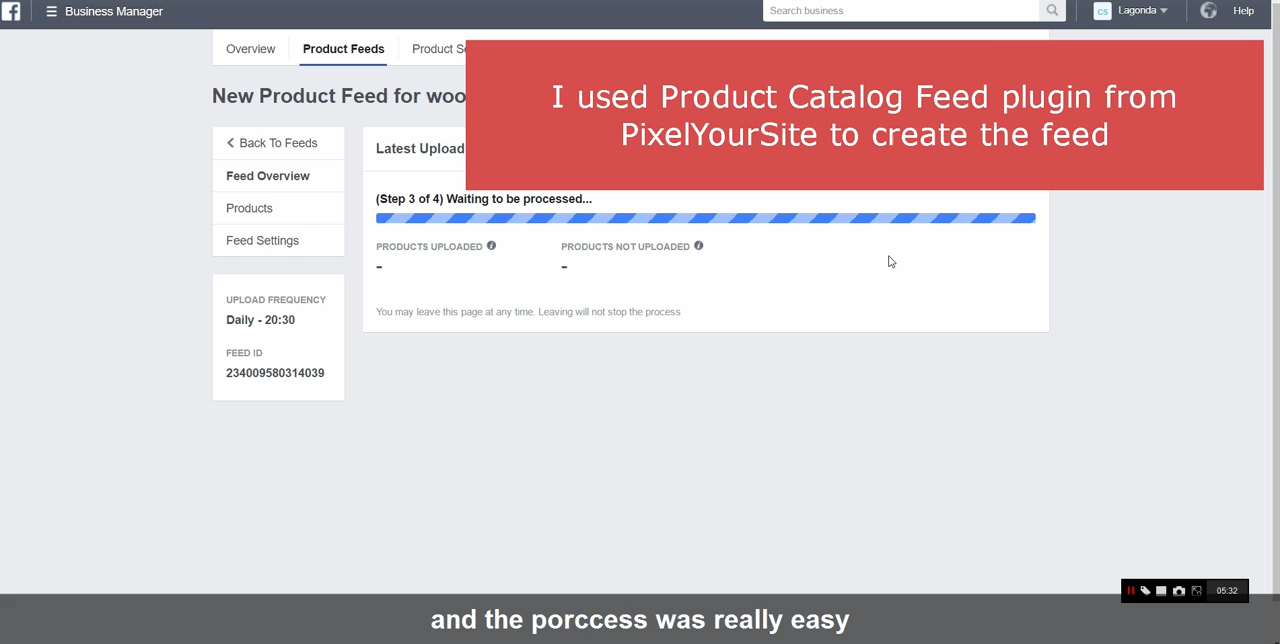 Business Manager
Search business
CS
Lagonda
Help
Overview
Product Feeds
Product Se
I used Product Catalog Feed plugin from
PixelYourSite to create the feed
New Product Feed for woo
Back To Feeds
Feed Overview
Products
Feed Settings
Latest Upload
(Step 3 of 4) Waiting to be processed...
PRODUCTS UPLOADED
PRODUCTS NOT UPLOADED
-
-
You may leave this page at any time. Leaving will not stop the process
UPLOAD FREQUENCY
Daily - 20:30
FEED ID
234009580314039
05:32
and the porccess was really easy